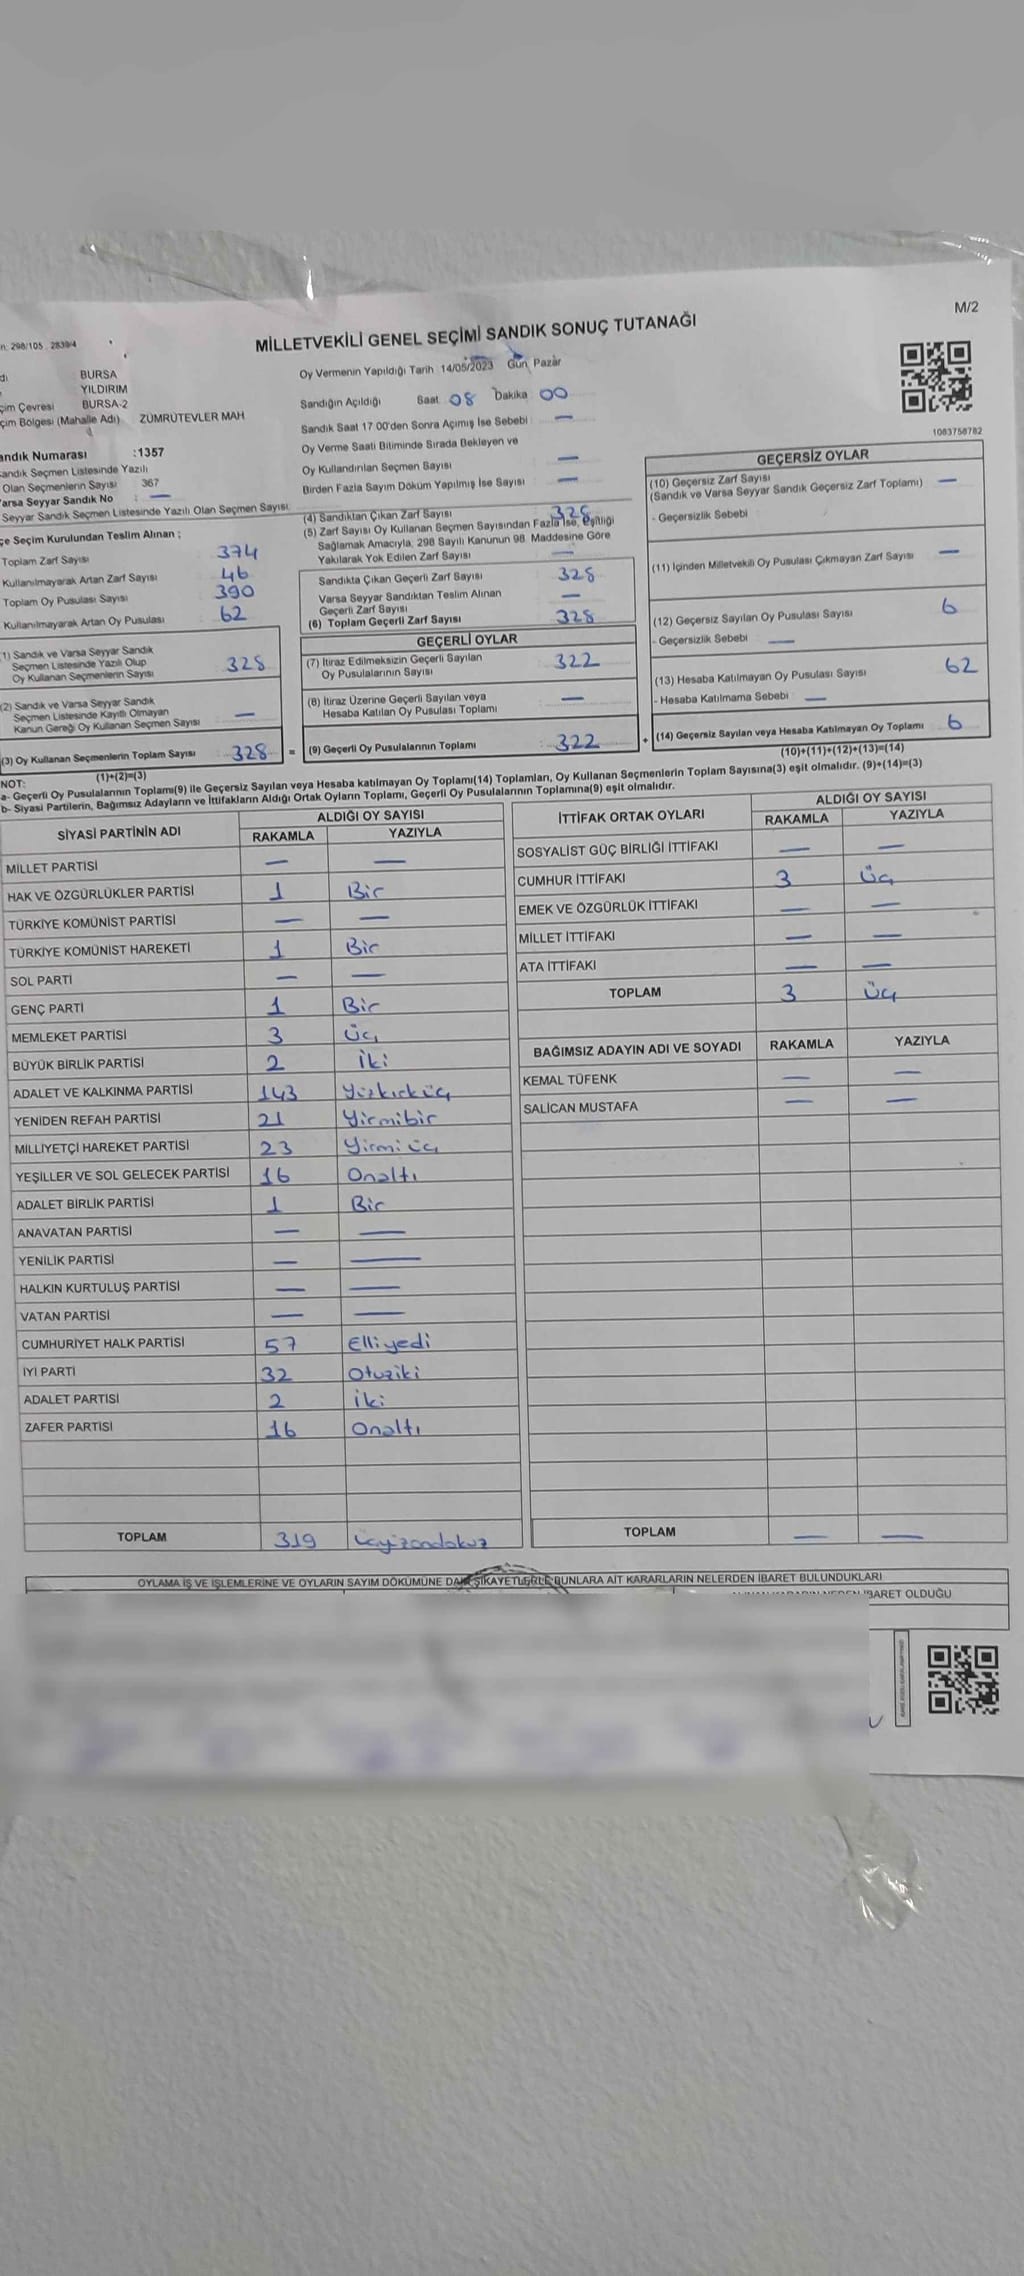 M/2
MİLLETVEKİLİ GENEL SEÇİMİ SANDIK SONUÇ TUTANAĞI
298/105
BURSA
YILDIRIM
çim Çevresi BURSA-2
çim Bölgesi (Mahalle Adı) ZÜMRÜTEVLER MAH
andık Numarası :1357
andık Seçmen Listesinde Yazılı
Olan Seçmenlerin Sayısı 367
Varsa Seyyar Sandık No : —
Seyyar Sandık Seçmen Listesinde Yazılı Olan Seçmen Sayısı
çe Seçim Kurulundan Teslim Alınan ;
Toplam Zarf Sayısı 374
Kullanılmayarak Artan Zarf Sayısı 46
Toplam Oy Pusulası Sayısı 390
Kullanılmayarak Artan Oy Pusulası 62
1) Sandık ve Varsa Seyyar Sandık
Seçmen Listesinde Yazılı Olup
Oy Kullanan Seçmenlerin Sayısı 328
(2) Sandık ve Varsa Seyyar Sandık
Seçmen Listesinde Kayıtlı Olmayan
Kanun Gereği Oy Kullanan Seçmen Sayısı —
(3) Oy Kullanan Seçmenlerin Toplam Sayısı 328 =
(1)+(2)=(3)
Oy Vermenin Yapıldığı Tarih 14/05/2023 Gün Pazar
Sandığın Açıldığı Saat 08 Dakika 00
Sandık Saat 17.00'den Sonra Açımış İse Sebebi —
Oy Verme Saati Bitiminde Sırada Bekleyen ve
Oy Kullandırılan Seçmen Sayısı —
Birden Fazla Sayım Döküm Yapılmış İse Sayısı —
(4) Sandıktan Çıkan Zarf Sayısı 328
(5) Zarf Sayısı Oy Kullanan Seçmen Sayısından Fazla İse, Eşitliği
Sağlamak Amacıyla, 298 Sayılı Kanunun 98. Maddesine Göre
Yakılarak Yok Edilen Zarf Sayısı —
Sandıkta Çıkan Geçerli Zarf Sayısı 328
Varsa Seyyar Sandıktan Teslim Alınan
Geçerli Zarf Sayısı —
(6) Toplam Geçerli Zarf Sayısı 328
GEÇERLİ OYLAR
(7) İtiraz Edilmeksizin Geçerli Sayılan
Oy Pusulalarının Sayısı 322
(8) İtiraz Üzerine Geçerli Sayılan veya
Hesaba Katılan Oy Pusulası Toplamı —
(9) Geçerli Oy Pusulalarının Toplamı : 322 +
1083758782
GEÇERSİZ OYLAR
(10) Geçersiz Zarf Sayısı
(Sandık ve Varsa Seyyar Sandık Geçersiz Zarf Toplamı) —
- Geçersizlik Sebebi
(11) İçinden Milletvekili Oy Pusulası Çıkmayan Zarf Sayısı —
(12) Geçersiz Sayılan Oy Pusulası Sayısı 6
- Geçersizlik Sebebi —
(13) Hesaba Katılmayan Oy Pusulası Sayısı 62
- Hesaba Katılmama Sebebi —
(14) Geçersiz Sayılan veya Hesaba Katılmayan Oy Toplamı 6
(10)+(11)+(12)+(13)=(14)
NOT:
a- Geçerli Oy Pusulalarının Toplamı(9) ile Geçersiz Sayılan veya Hesaba katılmayan Oy Toplamı(14) Toplamları, Oy Kullanan Seçmenlerin Toplam Sayısına(3) eşit olmalıdır. (9)+(14)=(3)
b- Siyasi Partilerin, Bağımsız Adayların ve İttifakların Aldığı Ortak Oyların Toplamı, Geçerli Oy Pusulalarının Toplamına(9) eşit olmalıdır.
SİYASİ PARTİNİN ADI ALDIĞI OY SAYISI
RAKAMLA YAZIYLA
MİLLET PARTİSİ — —
HAK VE ÖZGÜRLÜKLER PARTİSİ 1 Bir
TÜRKİYE KOMÜNİST PARTİSİ — —
TÜRKİYE KOMÜNİST HAREKETİ 1 Bir
SOL PARTİ — —
GENÇ PARTİ 1 Bir
MEMLEKET PARTİSİ 3 Üç
BÜYÜK BİRLİK PARTİSİ 2 İki
ADALET VE KALKINMA PARTİSİ 143 Yüzkırküç
YENİDEN REFAH PARTİSİ 21 Yirmibir
MİLLİYETÇİ HAREKET PARTİSİ 23 Yirmiüç
YEŞİLLER VE SOL GELECEK PARTİSİ 16 Onaltı
ADALET BİRLİK PARTİSİ 1 Bir
ANAVATAN PARTİSİ — —
YENİLİK PARTİSİ — —
HALKIN KURTULUŞ PARTİSİ — —
VATAN PARTİSİ — —
CUMHURİYET HALK PARTİSİ 57 Elliyedi
İYİ PARTİ 32 Otuziki
ADALET PARTİSİ 2 İki
ZAFER PARTİSİ 16 Onaltı
TOPLAM 319 Üçyüzondokuz
İTTİFAK ORTAK OYLARI ALDIĞI OY SAYISI
RAKAMLA YAZIYLA
SOSYALİST GÜÇ BİRLİĞİ İTTİFAKI — —
CUMHUR İTTİFAKI 3 Üç
EMEK VE ÖZGÜRLÜK İTTİFAKI — —
MİLLET İTTİFAKI — —
ATA İTTİFAKI — —
TOPLAM 3 Üç
BAĞIMSIZ ADAYIN ADI VE SOYADI RAKAMLA YAZIYLA
KEMAL TÜFENK — —
SALİCAN MUSTAFA — —
TOPLAM — —
OYLAMA İŞ VE İŞLEMLERİNE VE OYLARIN SAYIM DÖKÜMÜNE DAİR ŞİKAYETLERLE BUNLARA AİT KARARLARIN NELERDEN İBARET BULUNDUKLARI
İBARET OLDUĞU